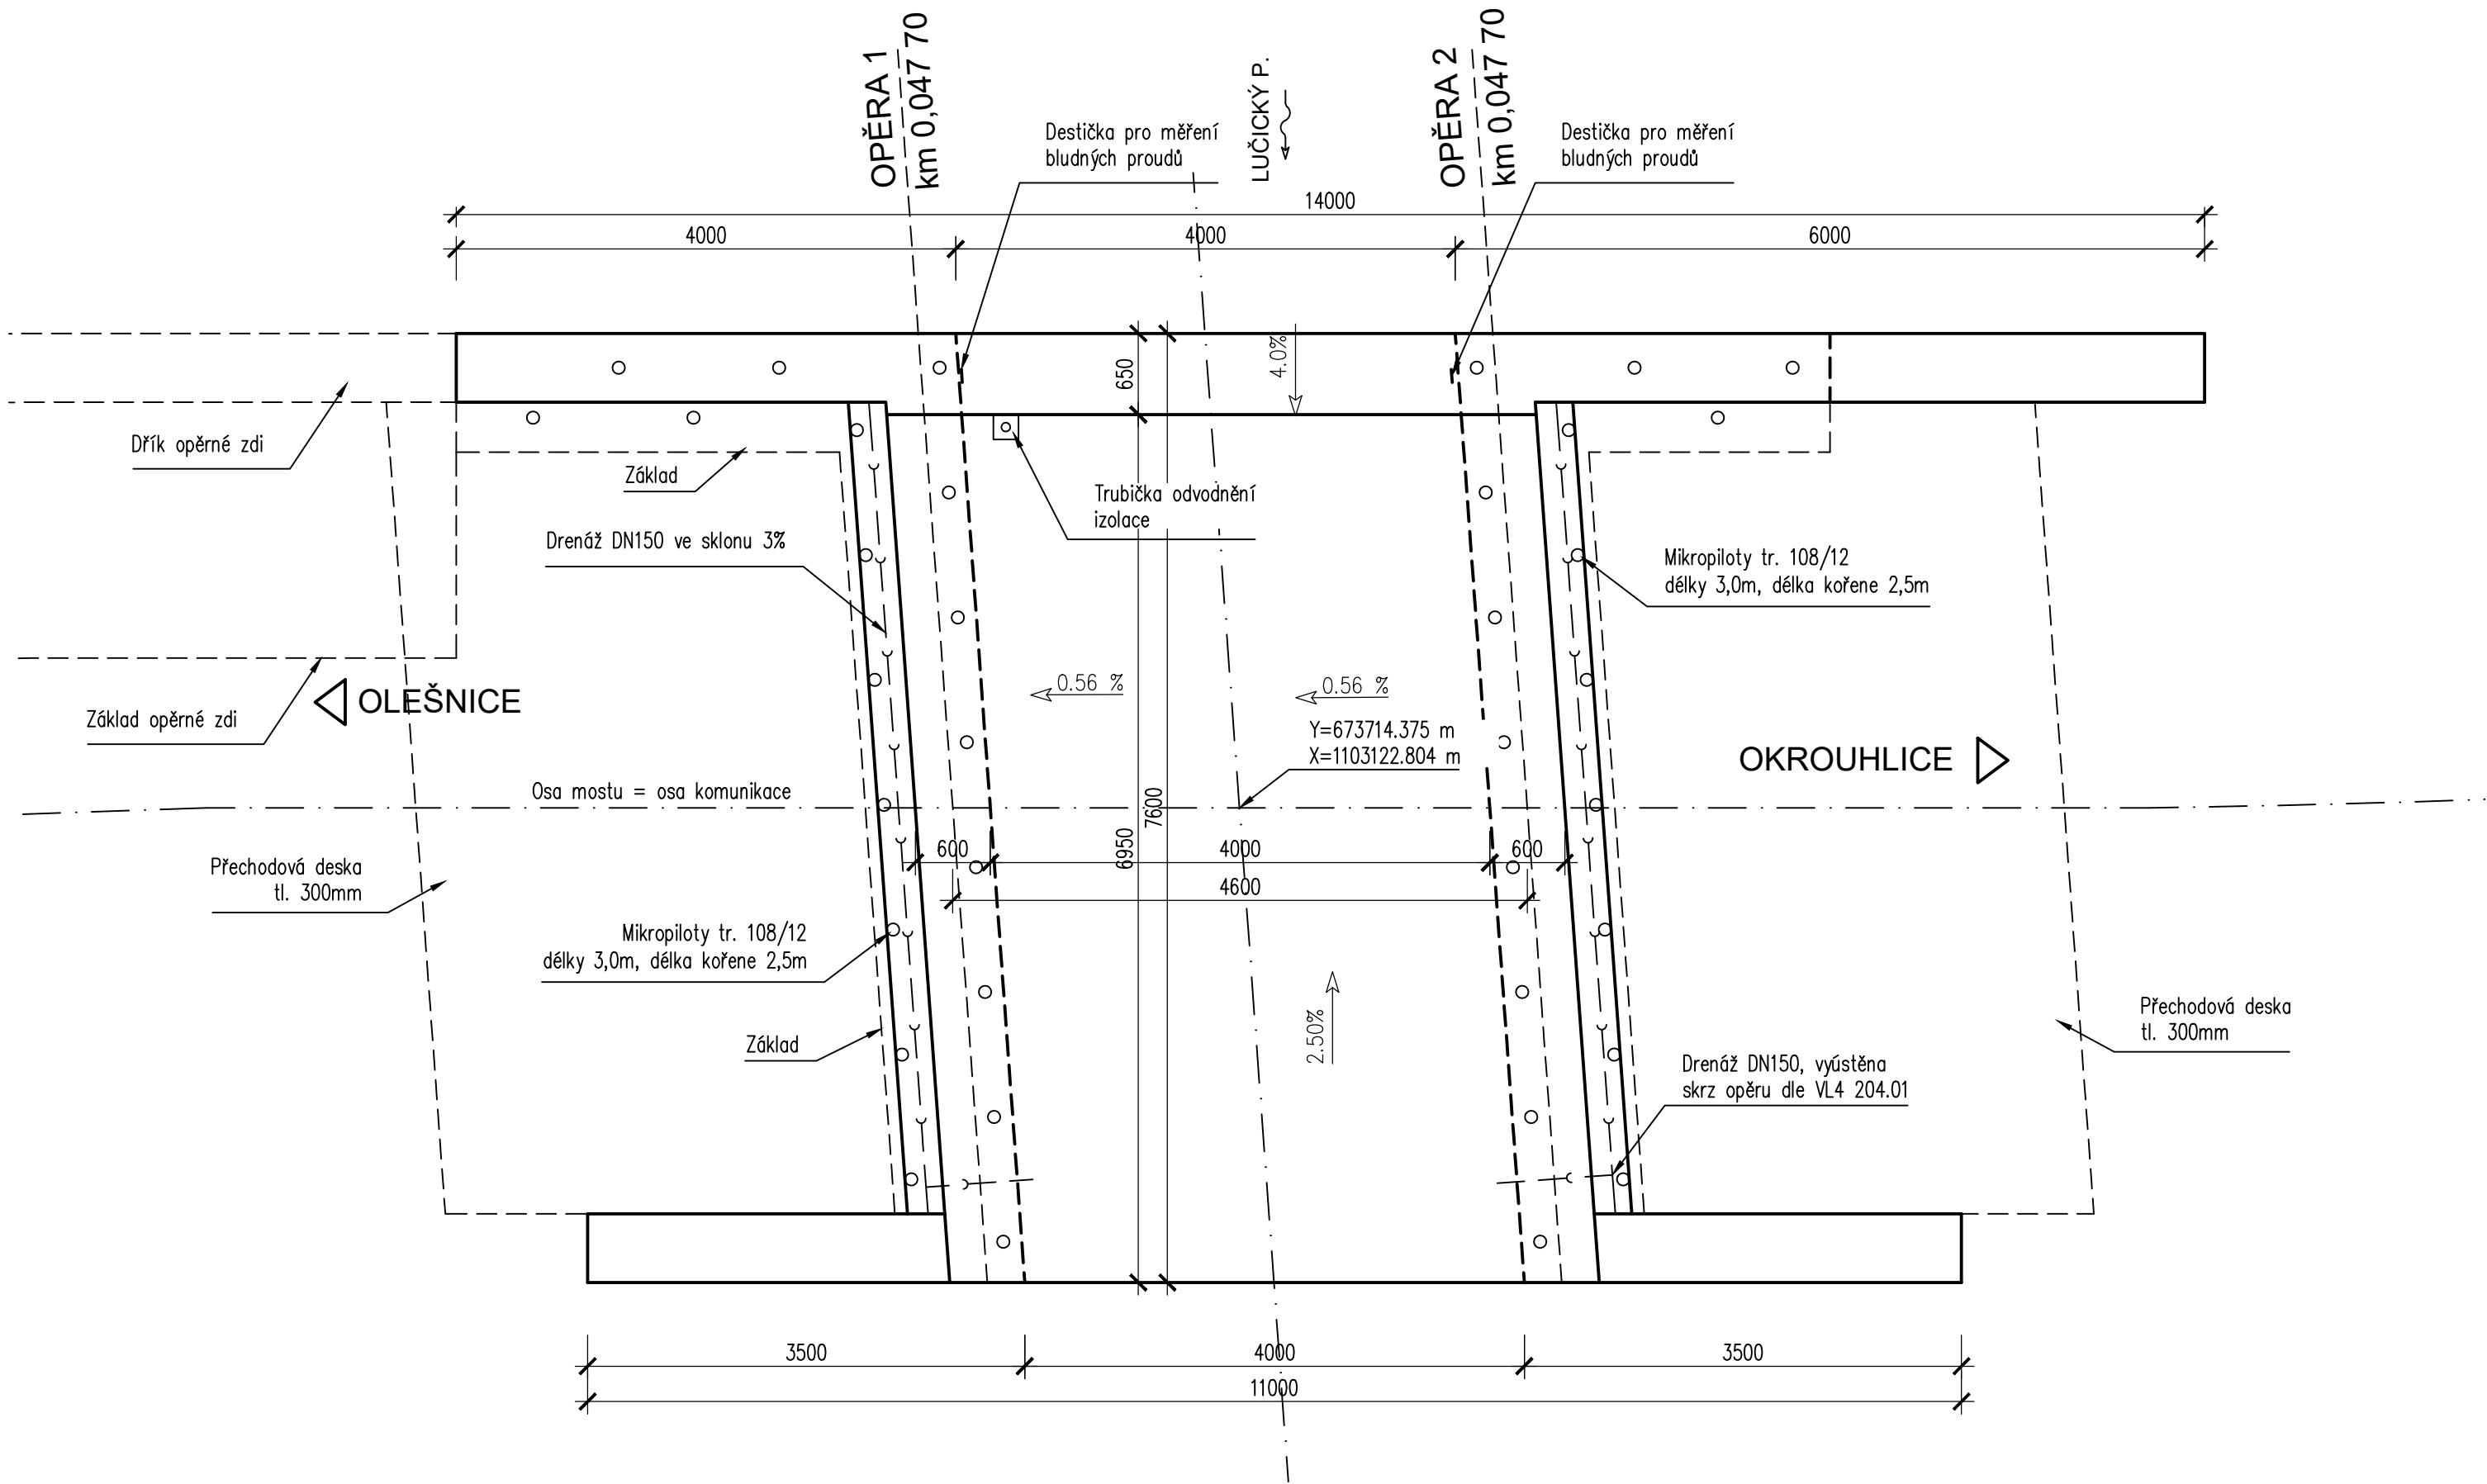 OPĚRA 1
km 0,047 70
Destička pro měření
bludných proudů
LUČICKÝ P.
OPĚRA 2
km 0,047 70
Destička pro měření
bludných proudů
14000
4000
4000
6000
650
4.0%
Dřík opěrné zdi
Základ
Trubička odvodnění
izolace
Drenáž DN150 ve sklonu 3%
Mikropiloty tr. 108/12
délky 3,0m, délka kořene 2,5m
0.56 %
0.56 %
OLEŠNICE
Základ opěrné zdi
Y=673714.375 m
X=1103122.804 m
OKROUHLICE
Osa mostu = osa komunikace
7600
6950
600
4000
600
4600
Přechodová deska
tl. 300mm
Mikropiloty tr. 108/12
délky 3,0m, délka kořene 2,5m
2.50%
Základ
Přechodová deska
tl. 300mm
Drenáž DN150, vyústěna
skrz opěru dle VL4 204.01
3500
4000
3500
11000